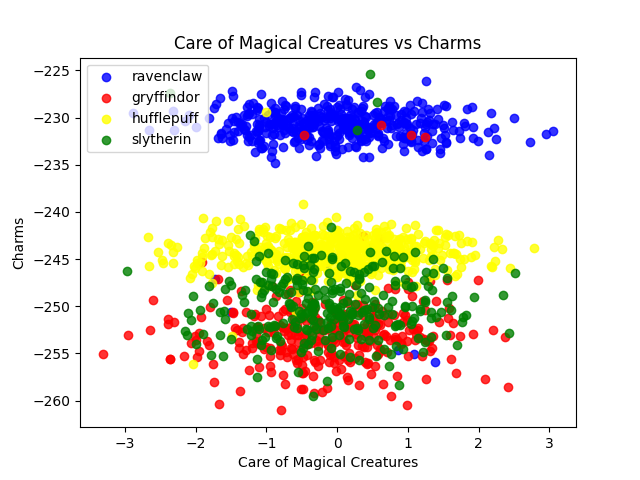 Care of Magical Creatures vs Charms
ravenclaw
gryffindor
hufflepuff
slytherin
−225
−230
−235
−240
−245
−250
−255
−260
Charms
−3 −2 −1 0 1 2 3
Care of Magical Creatures